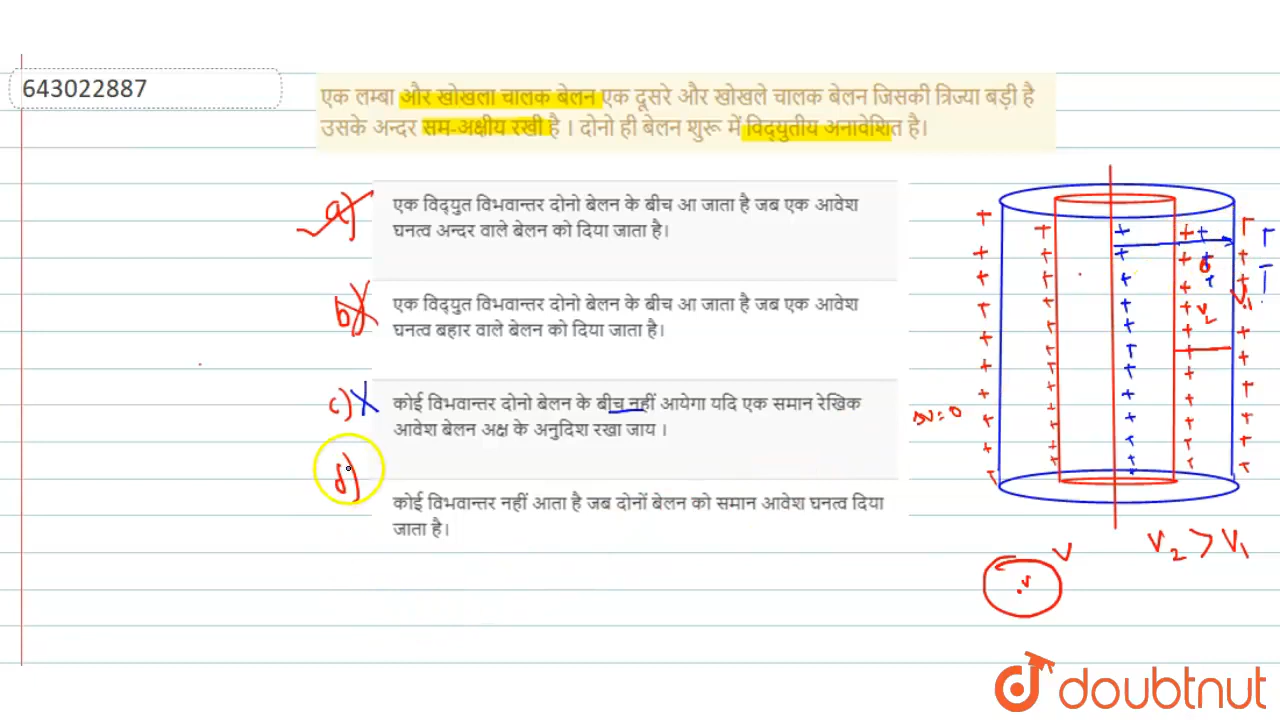 643022887
एक लम्बा और खोखला चालक बेलन एक दूसरे और खोखले चालक बेलन जिसकी त्रिज्या बड़ी है
उसके अन्दर सम-अक्षीय रखी है । दोनो ही बेलन शुरू में विद्युतीय अनावेशित है।
a)
एक विद्युत विभवान्तर दोनो बेलन के बीच आ जाता है जब एक आवेश
घनत्व अन्दर वाले बेलन को दिया जाता है।
b)
एक विद्युत विभवान्तर दोनो बेलन के बीच आ जाता है जब एक आवेश
घनत्व बहार वाले बेलन को दिया जाता है।
c)
कोई विभवान्तर दोनो बेलन के बीच नहीं आयेगा यदि एक समान रेखिक
आवेश बेलन अक्ष के अनुदिश रखा जाय ।
d)
कोई विभवान्तर नहीं आता है जब दोनों बेलन को समान आवेश घनत्व दिया
जाता है।
V₂
V₂ > V₁
V
doubtnut